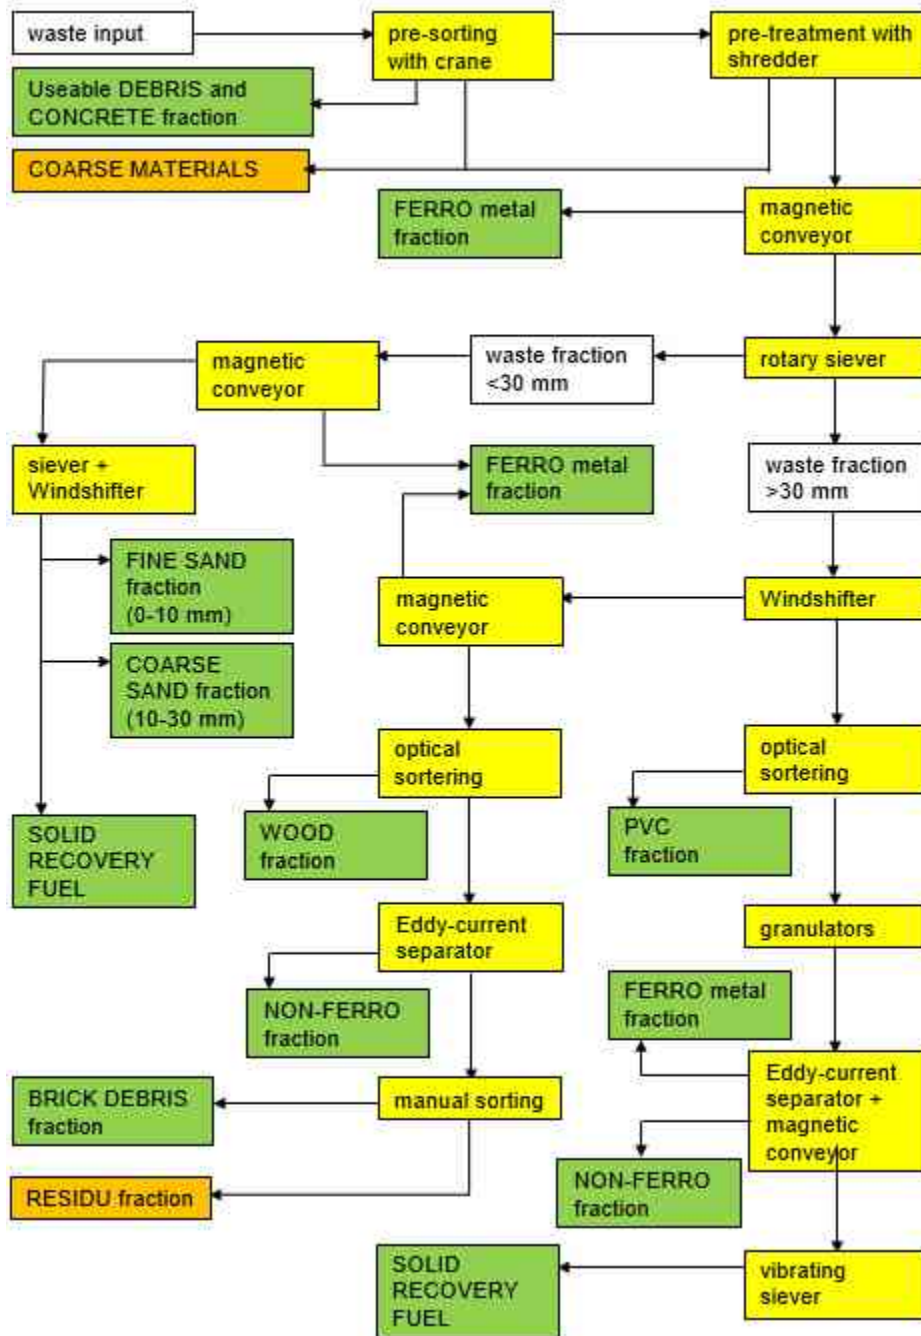 waste input
pre-sorting
with crane
pre-treatment with
shredder
Useable DEBRIS and
CONCRETE fraction
COARSE MATERIALS
FERRO metal
fraction
magnetic
conveyor
magnetic
conveyor
waste fraction
<30 mm
rotary siever
siever +
Windshifter
FERRO metal
fraction
waste fraction
>30 mm
FINE SAND
fraction
(0-10 mm)
magnetic
conveyor
Windshifter
COARSE
SAND fraction
(10-30 mm)
optical
sortering
optical
sortering
SOLID
RECOVERY
FUEL
WOOD
fraction
PVC
fraction
Eddy-current
separator
granulators
NON-FERRO
fraction
FERRO metal
fraction
BRICK DEBRIS
fraction
manual sorting
Eddy-current
separator +
magnetic
conveyor
RESIDU fraction
NON-FERRO
fraction
SOLID
RECOVERY
FUEL
vibrating
siever